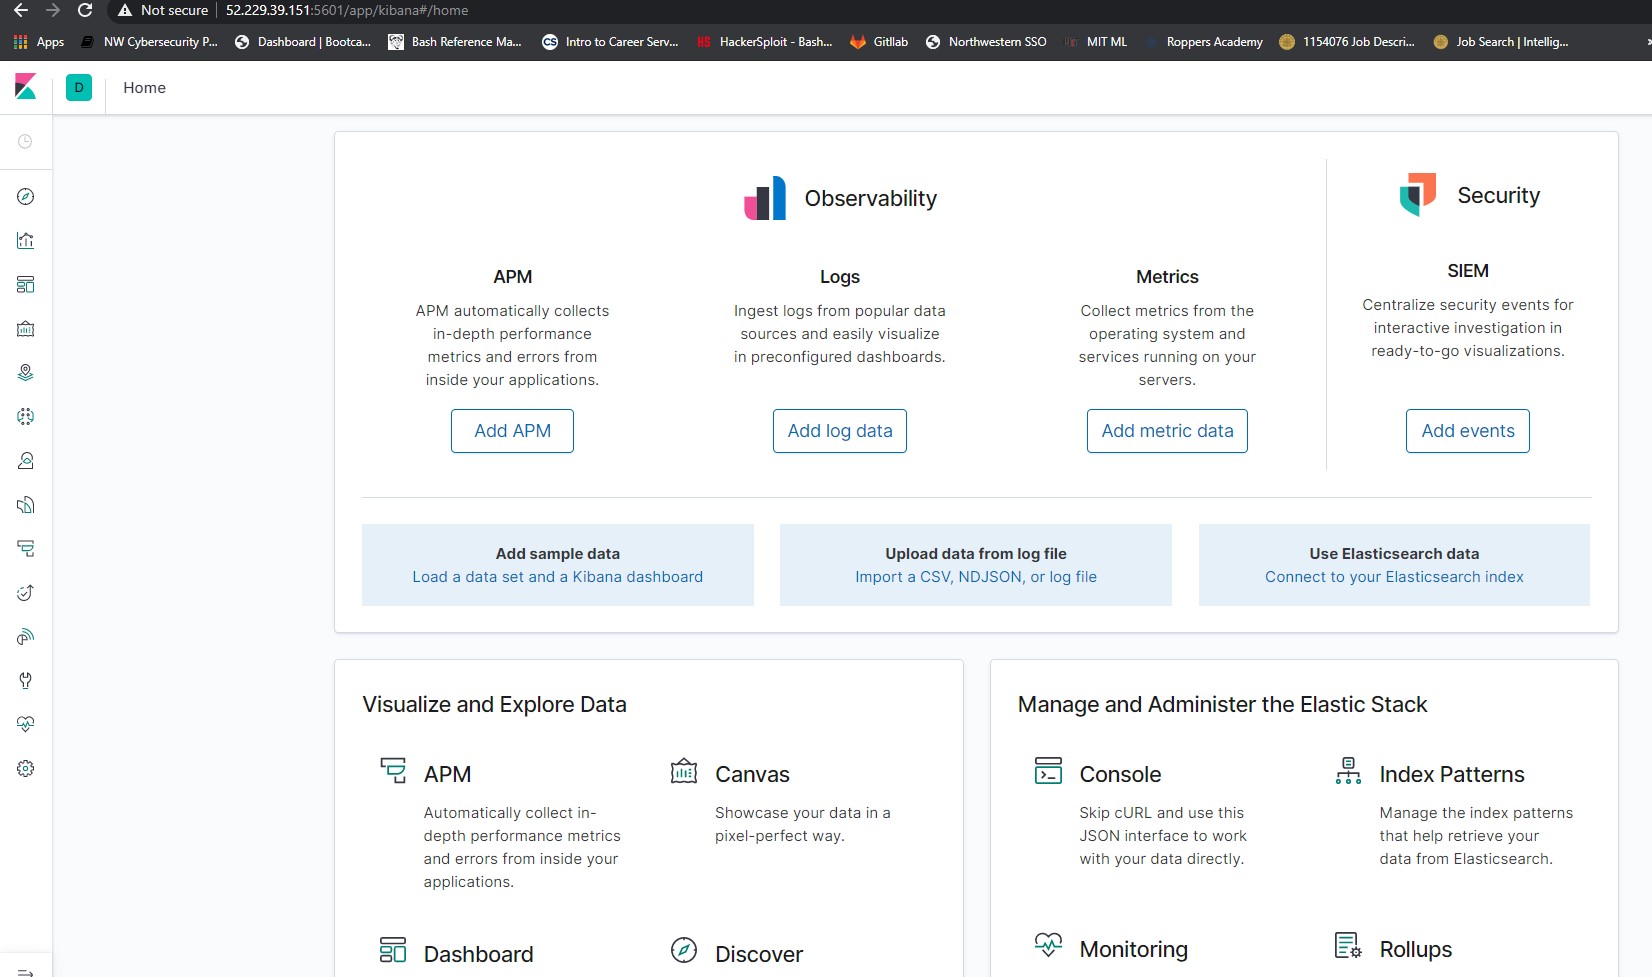 Not secure 52.229.39.151:5601/app/kibana#/home
Apps NW Cybersecurity P... Dashboard | Bootca... Bash Reference Ma... CS Intro to Career Serv... HS HackerSploit - Bash... Gitllab Northwestern SSO MIT ML Roppers Academy 1154076 Job Descri... Job Search | Intellig...
D Home
Observability
Security
APM
Logs
Metrics
SIEM
APM automatically collects
in-depth performance
metrics and errors from
inside your applications.
Ingest logs from popular data
sources and easily visualize
in preconfigured dashboards.
Collect metrics from the
operating system and
services running on your
servers.
Centralize security events for
interactive investigation in
ready-to-go visualizations.
Add APM
Add log data
Add metric data
Add events
Add sample data
Load a data set and a Kibana dashboard
Upload data from log file
Import a CSV, NDJSON, or log file
Use Elasticsearch data
Connect to your Elasticsearch index
Visualize and Explore Data
APM
Automatically collect in-
depth performance metrics
and errors from inside your
applications.
Canvas
Showcase your data in a
pixel-perfect way.
Dashboard
Discover
Manage and Administer the Elastic Stack
Console
Skip cURL and use this
JSON interface to work
with your data directly.
Index Patterns
Manage the index patterns
that help retrieve your
data from Elasticsearch.
Monitoring
Rollups